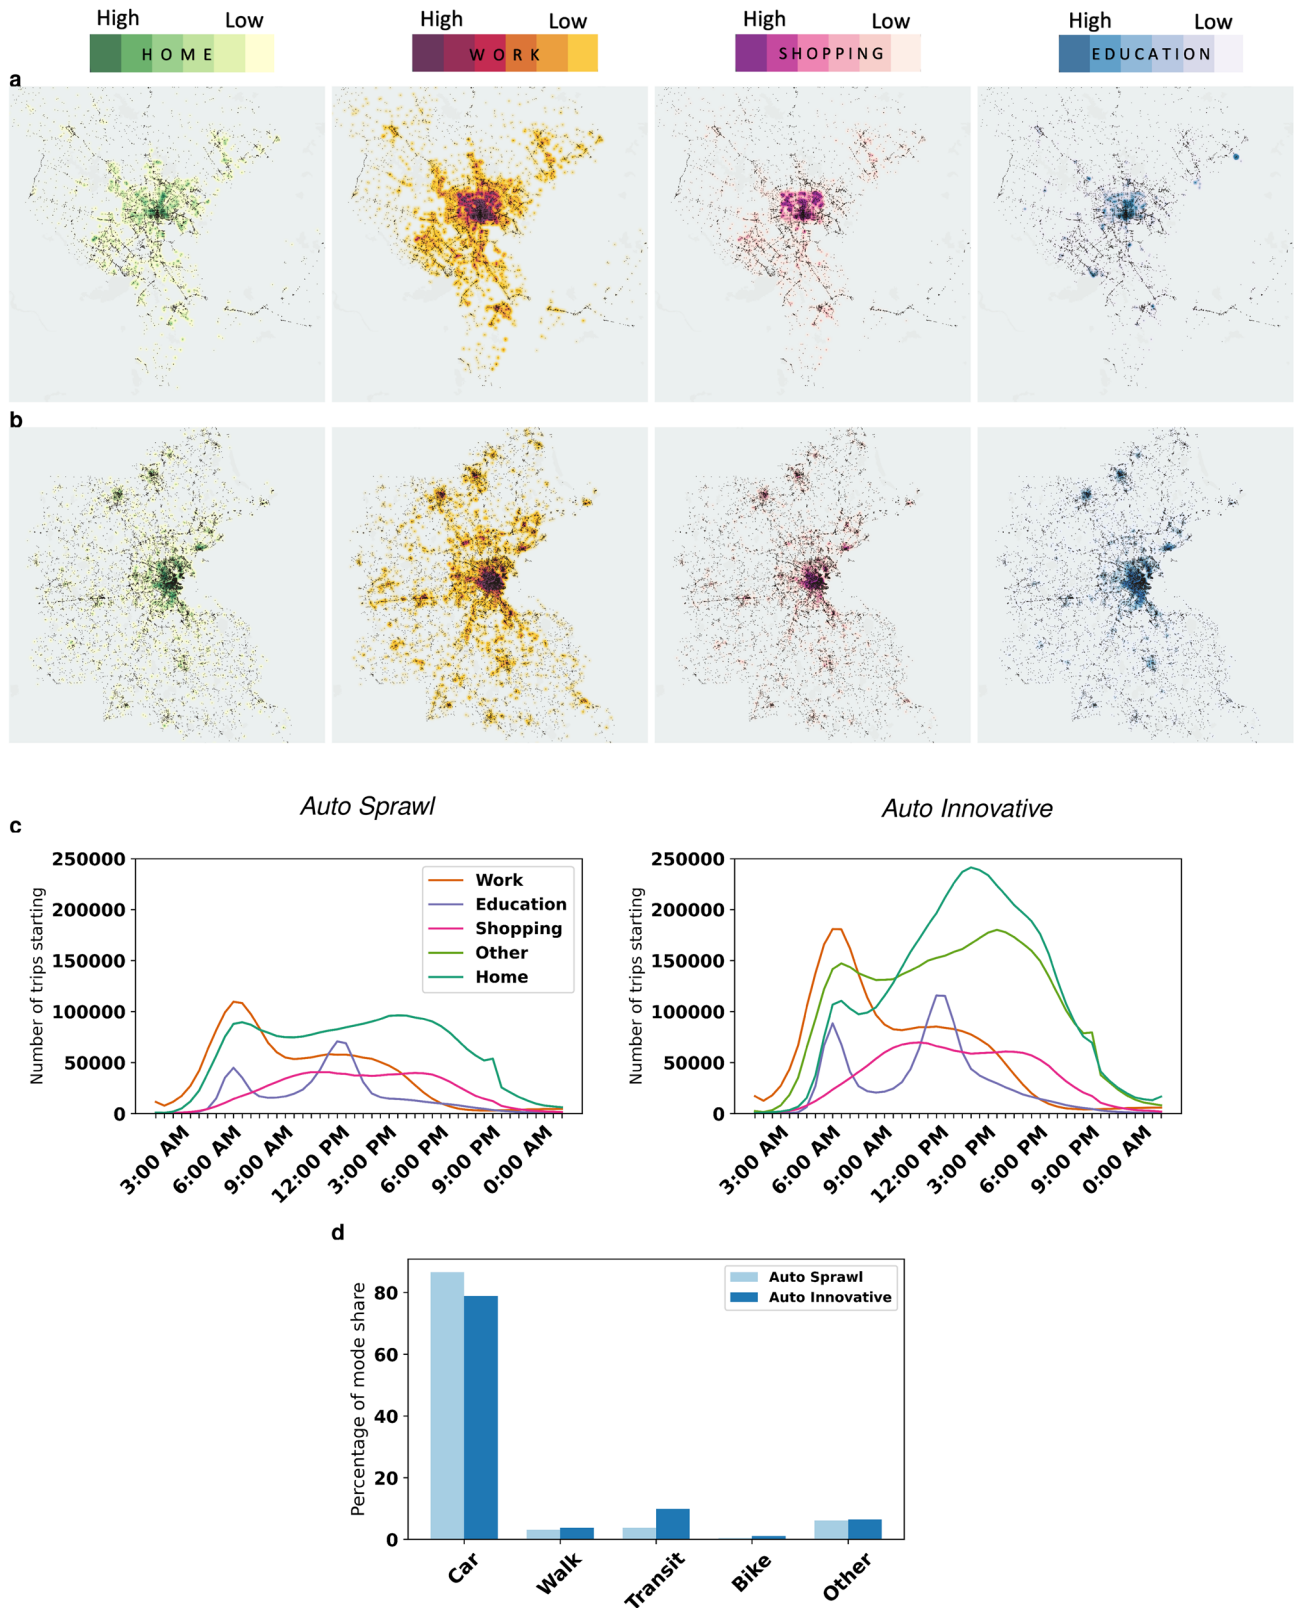 High Low High Low High Low High Low
HOME WORK SHOPPING EDUCATION
a
b
Auto Sprawl Auto Innovative
c
Number of trips starting
250000
200000
150000
100000
50000
0
Work
Education
Shopping
Other
Home
3:00 AM 6:00 AM 9:00 AM 12:00 PM 3:00 PM 6:00 PM 9:00 PM 0:00 AM
Number of trips starting
250000
200000
150000
100000
50000
0
3:00 AM 6:00 AM 9:00 AM 12:00 PM 3:00 PM 6:00 PM 9:00 PM 0:00 AM
d
Percentage of mode share
80
60
40
20
0
Auto Sprawl
Auto Innovative
Car Walk Transit Bike Other